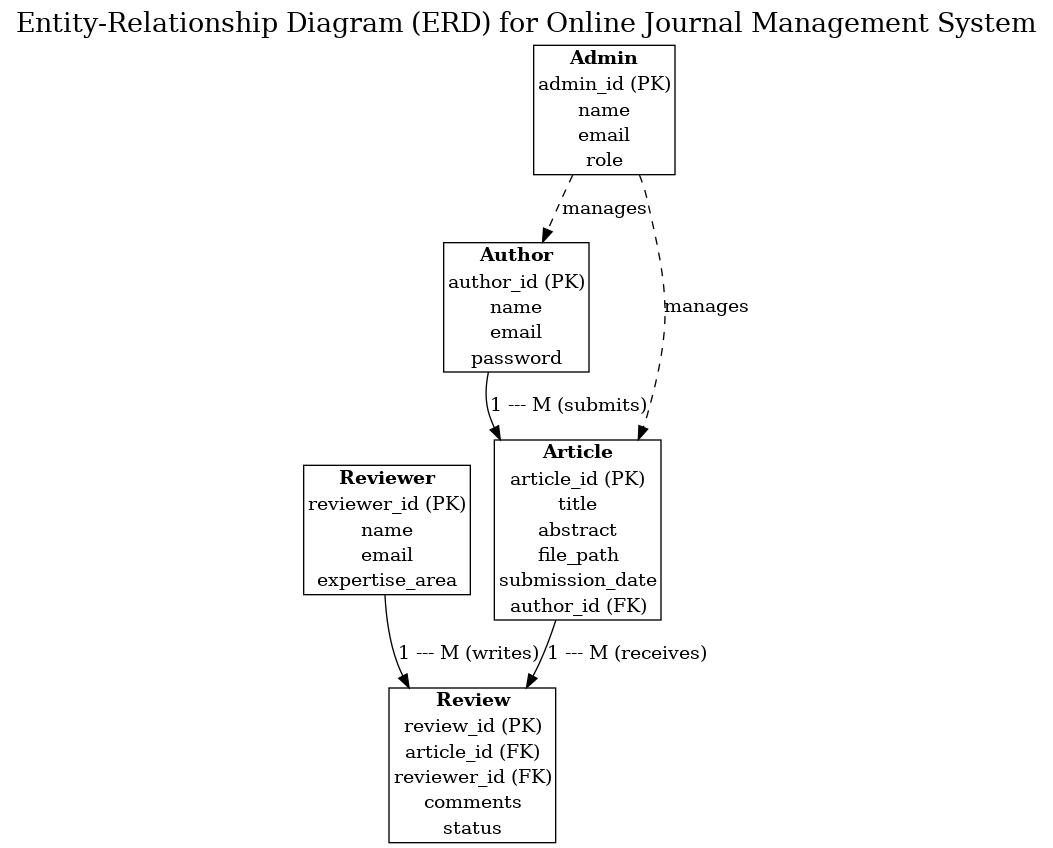 Entity-Relationship Diagram (ERD) for Online Journal Management System
Admin
admin_id (PK)
name
email
role
manages
Author
author_id (PK)
name
email
password
manages
1 --- M (submits)
Article
article_id (PK)
title
abstract
file_path
submission_date
author_id (FK)
Reviewer
reviewer_id (PK)
name
email
expertise_area
1 --- M (writes)
1 --- M (receives)
Review
review_id (PK)
article_id (FK)
reviewer_id (FK)
comments
status